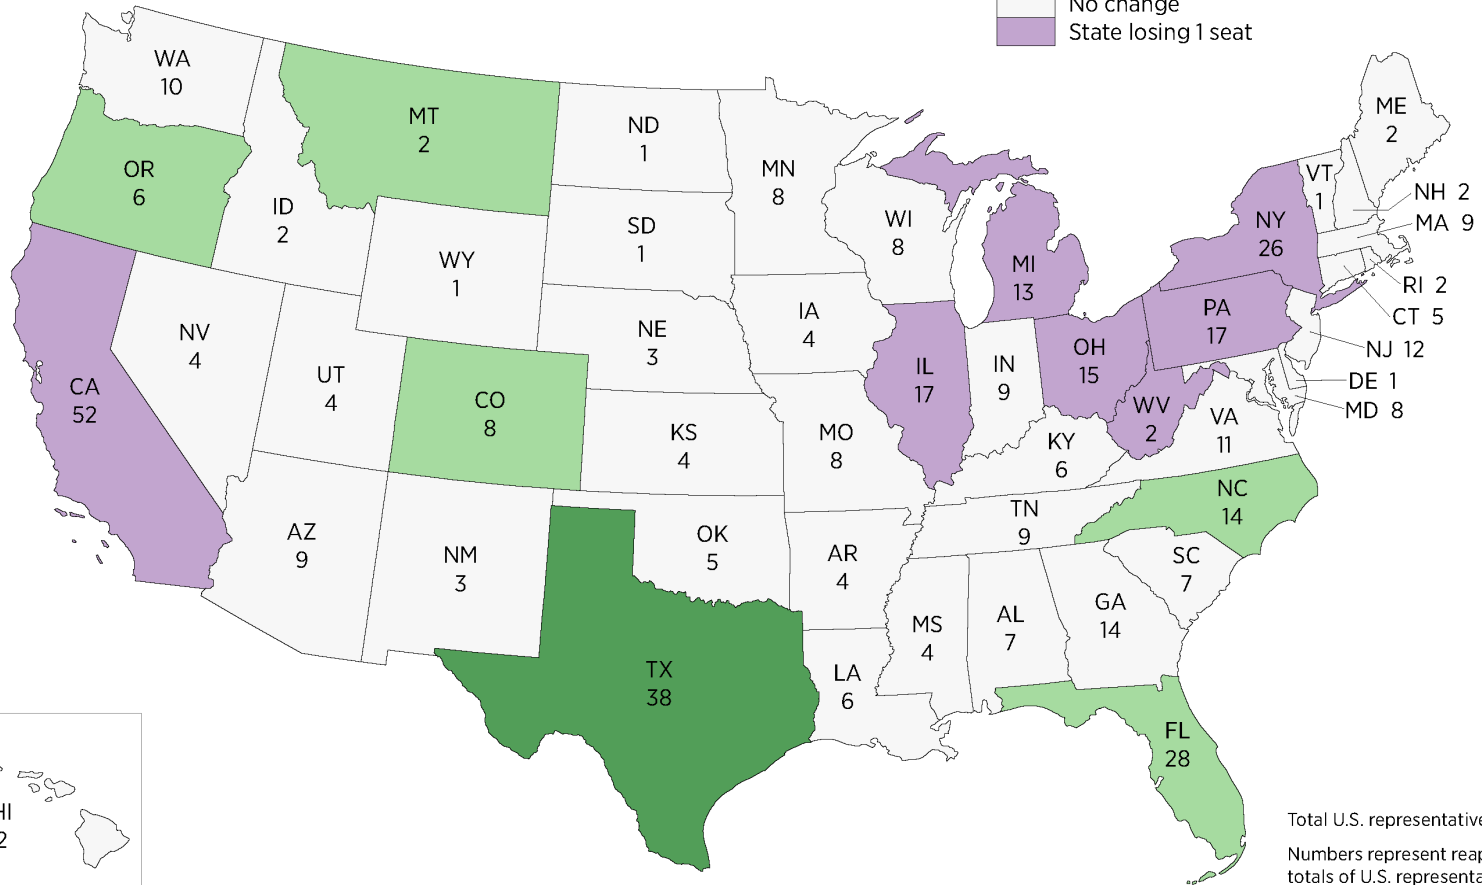 No change
State losing 1 seat
WA
10
MT
2
ND
1
MN
8
ME
2
OR
6
ID
2
SD
1
WI
8
VT
1
NH 2
NY
26
MA 9
WY
1
MI
13
RI 2
CT 5
NV
4
NE
3
IA
4
PA
17
NJ 12
UT
4
IL
17
IN
9
OH
15
DE 1
CA
52
CO
8
WV
2
MD 8
VA
11
KS
4
MO
8
KY
6
NC
14
AZ
9
NM
3
OK
5
AR
4
TN
9
SC
7
MS
4
AL
7
GA
14
TX
38
LA
6
FL
28
HI
2
Total U.S. representative
Numbers represent reap
totals of U.S. representa